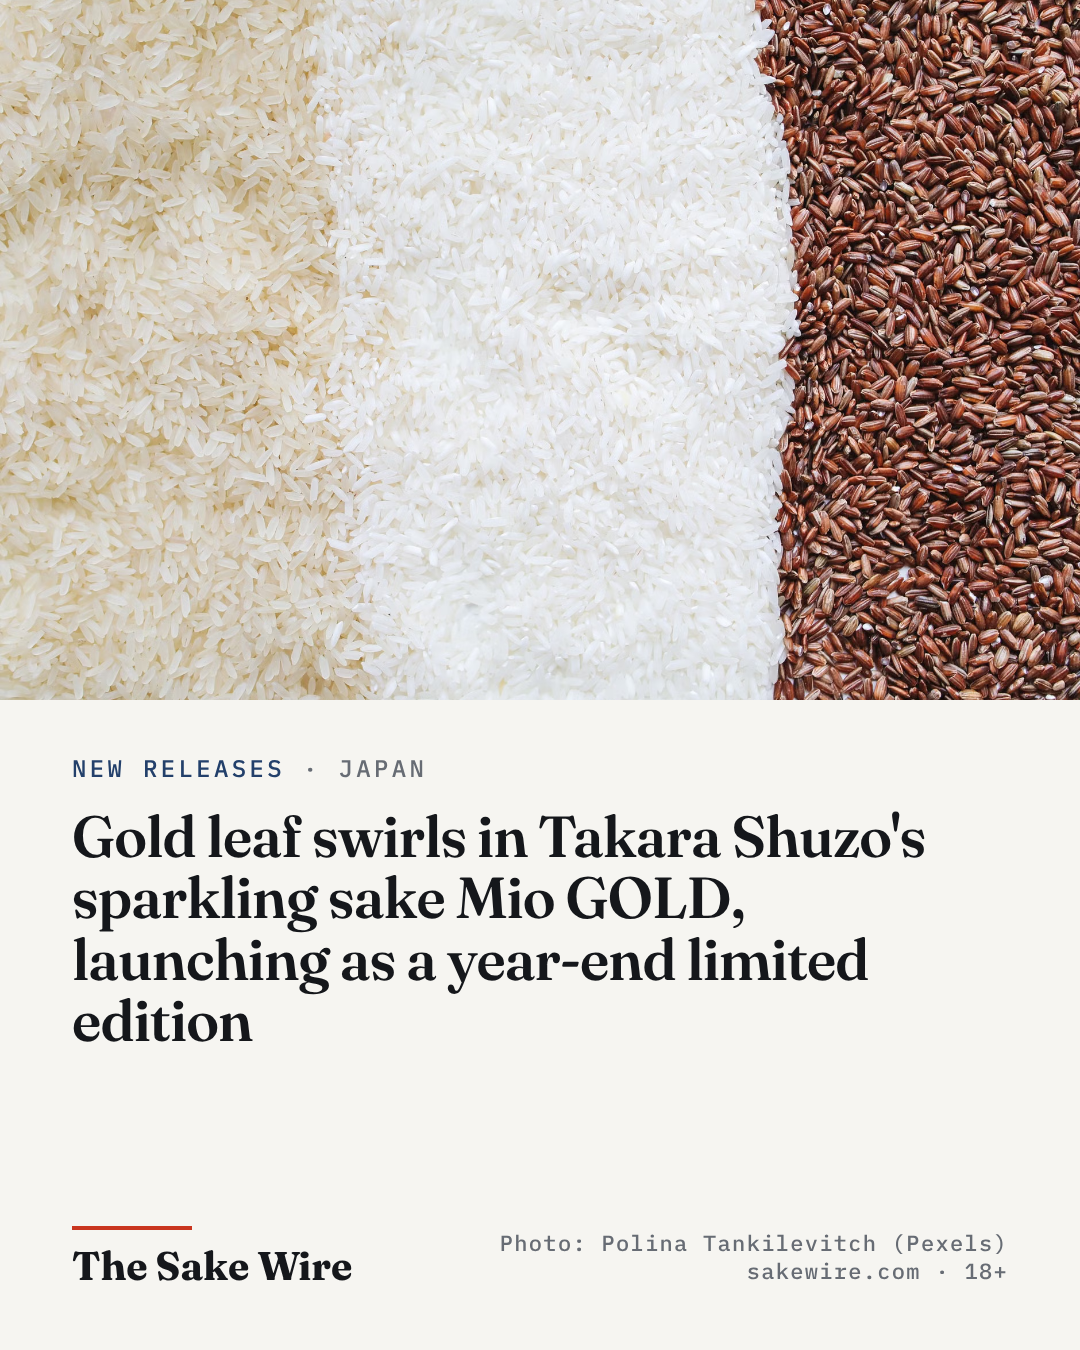 NEW RELEASES · JAPAN
Gold leaf swirls in Takara Shuzo's
sparkling sake Mio GOLD,
launching as a year-end limited
edition
The Sake Wire
Photo: Polina Tankilevitch (Pexels)
sakewire.com · 18+